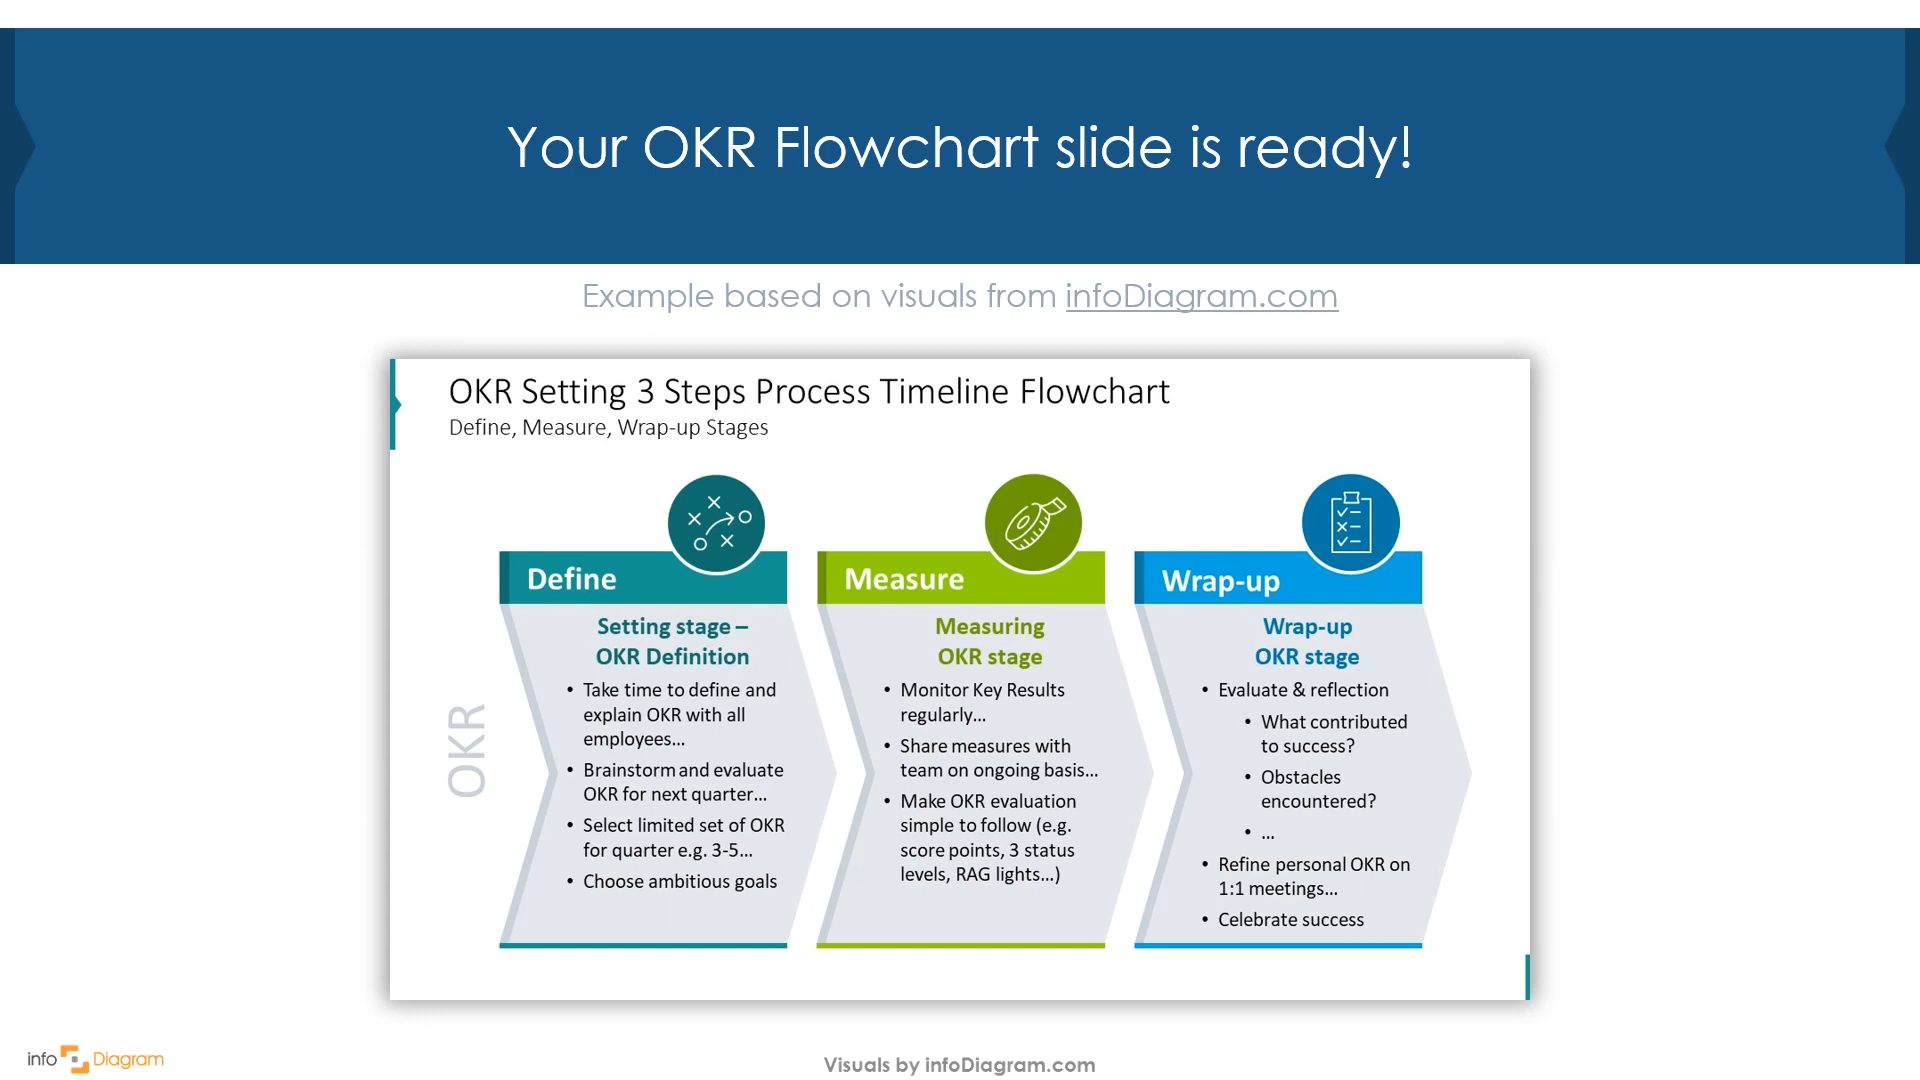 Your OKR Flowchart slide is ready!
Example based on visuals from infoDiagram.com
OKR Setting 3 Steps Process Timeline Flowchart
Define, Measure, Wrap-up Stages
OKR
Define
Setting stage –
OKR Definition
• Take time to define and
explain OKR with all
employees...
• Brainstorm and evaluate
OKR for next quarter...
• Select limited set of OKR
for quarter e.g. 3-5...
• Choose ambitious goals
Measure
Measuring
OKR stage
• Monitor Key Results
regularly...
• Share measures with
team on ongoing basis...
• Make OKR evaluation
simple to follow (e.g.
score points, 3 status
levels, RAG lights...)
Wrap-up
Wrap-up
OKR stage
• Evaluate & reflection
• What contributed
to success?
• Obstacles
encountered?
• ...
• Refine personal OKR on
1:1 meetings...
• Celebrate success
info Diagram
Visuals by infoDiagram.com